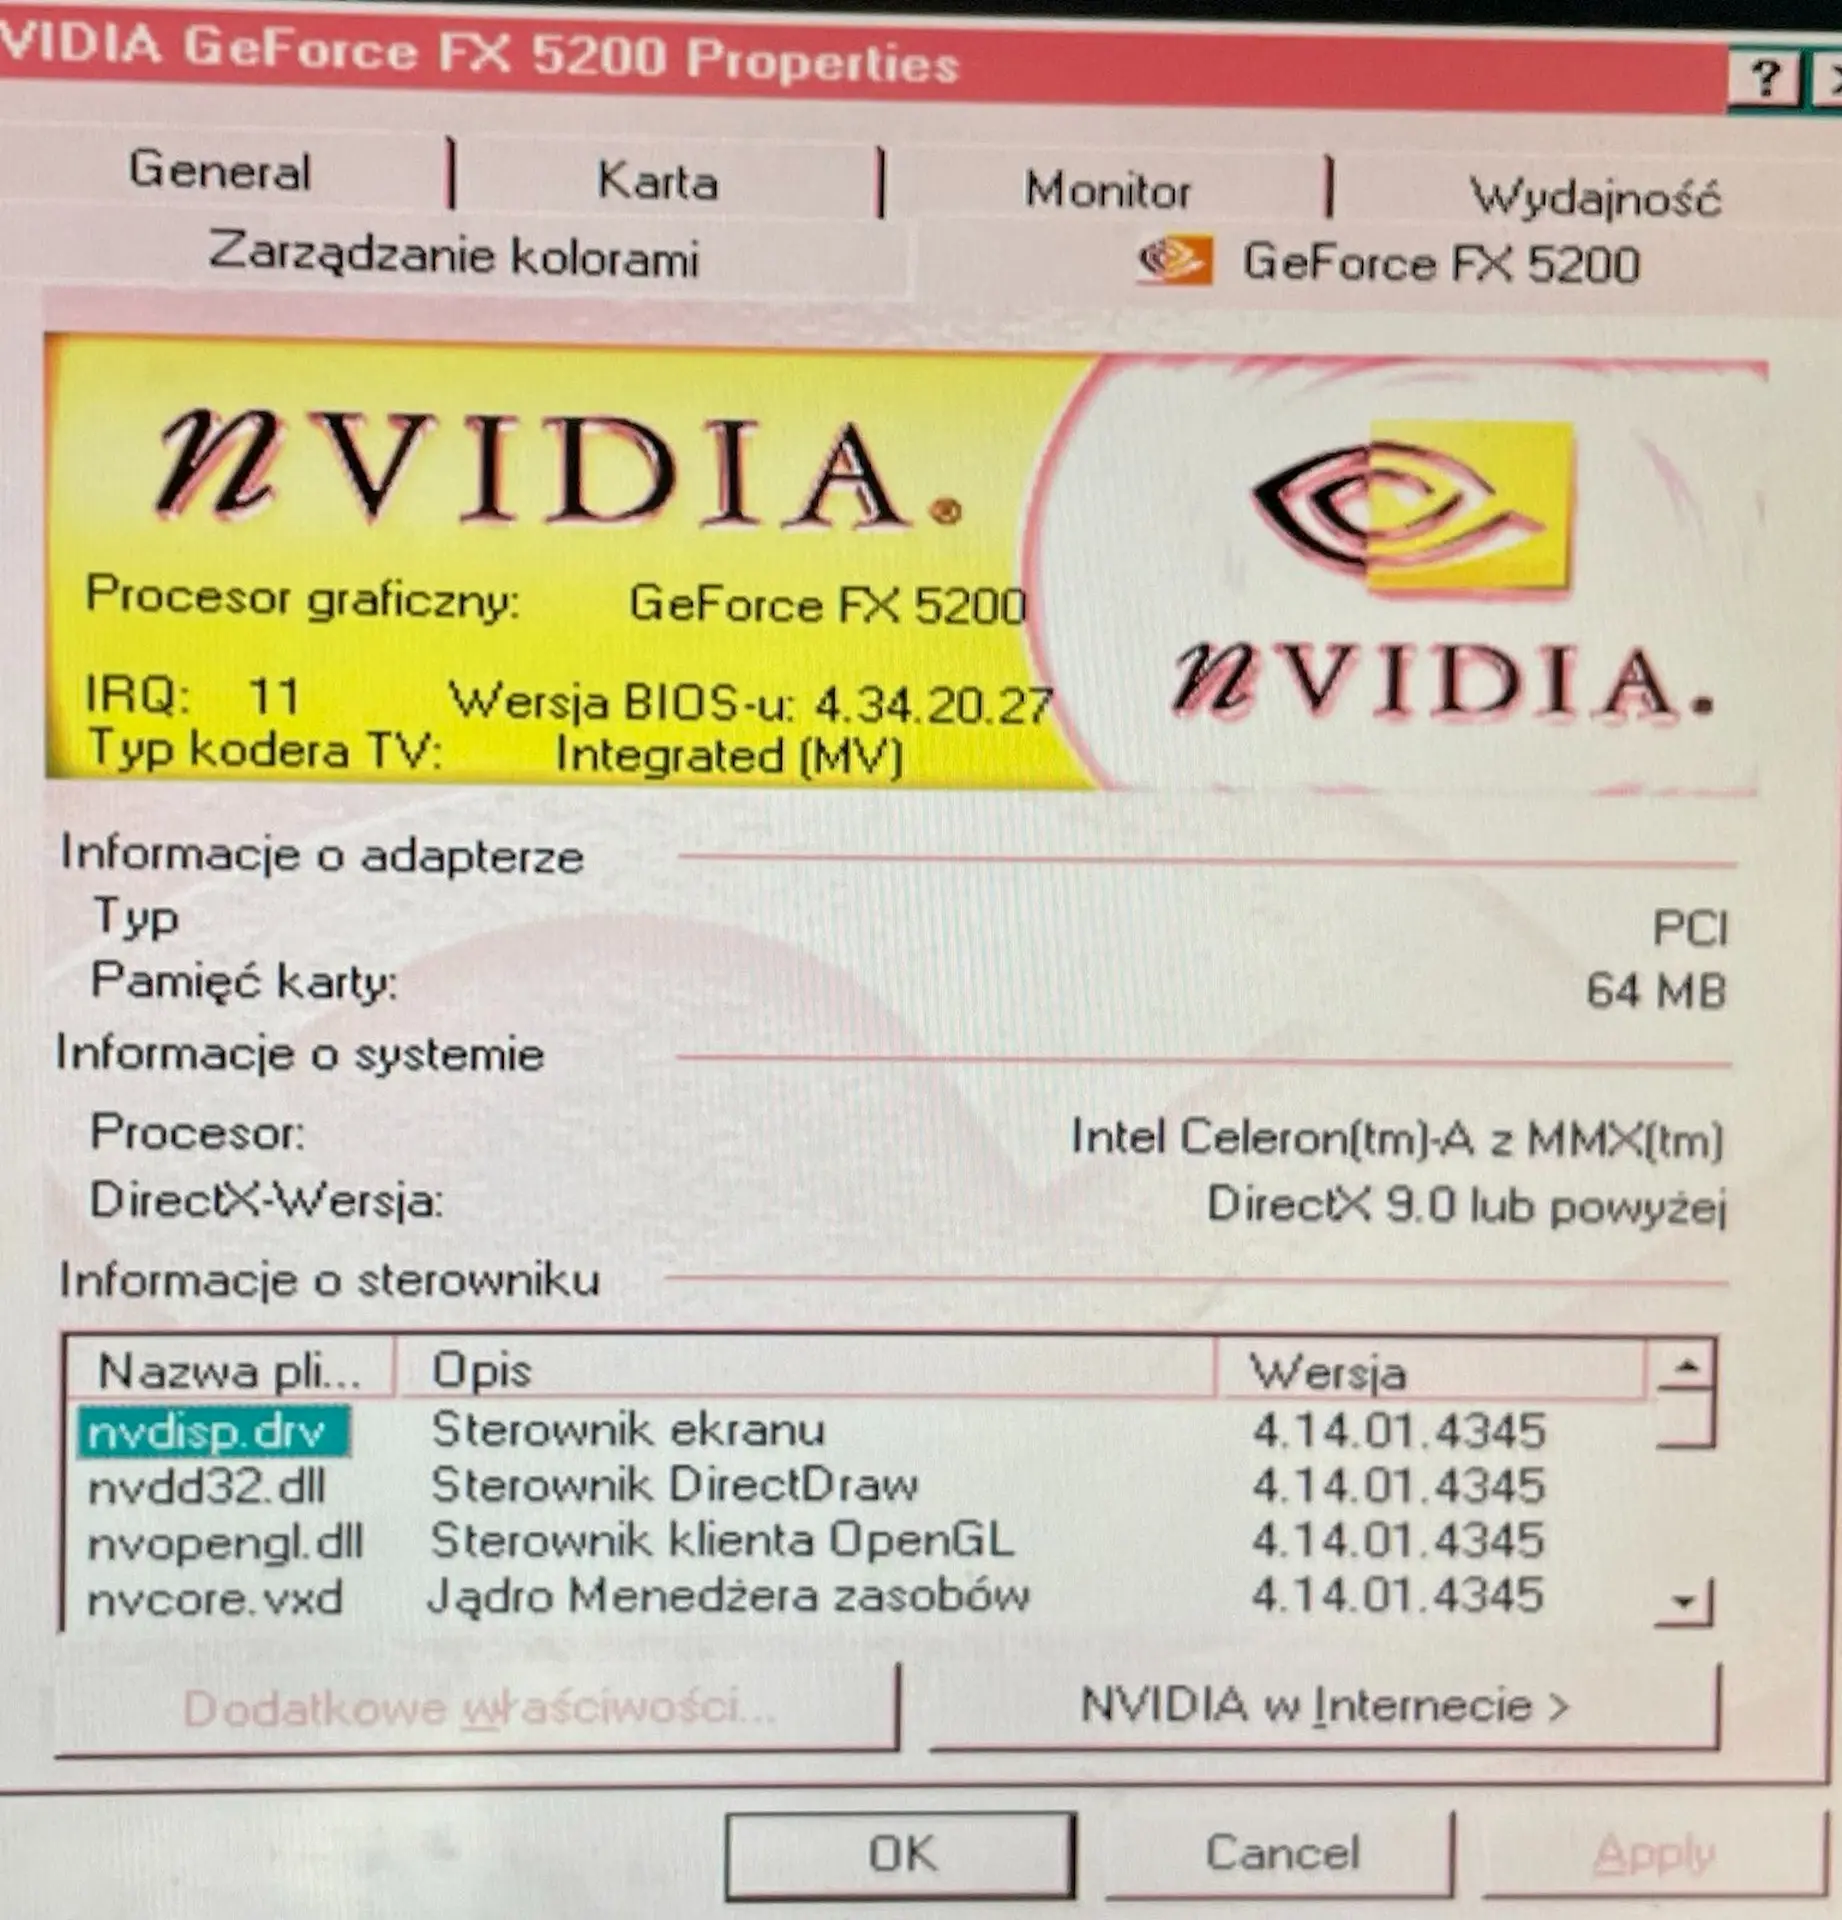 VIDIA GeForce FX 5200 Properties ?
General Karta Monitor Wydajność
Zarządzanie kolorami GeForce FX 5200
nVIDIA.®
Procesor graficzny: GeForce FX 5200
IRQ: 11 Wersja BIOS-u: 4.34.20.27
Typ kodera TV: Integrated (MV)
nVIDIA.
Informacje o adapterze
Typ PCI
Pamięć karty: 64 MB
Informacje o systemie
Procesor: Intel Celeron(tm)-A z MMX(tm)
DirectX-Wersja: DirectX 9.0 lub powyżej
Informacje o sterowniku
Nazwa pli... Opis Wersja
nvdisp.drv Sterownik ekranu 4.14.01.4345
nvdd32.dll Sterownik DirectDraw 4.14.01.4345
nvopengl.dll Sterownik klienta OpenGL 4.14.01.4345
nvcore.vxd Jądro Menedżera zasobów 4.14.01.4345
Dodatkowe właściwości... NVIDIA w Internecie >
OK Cancel Apply